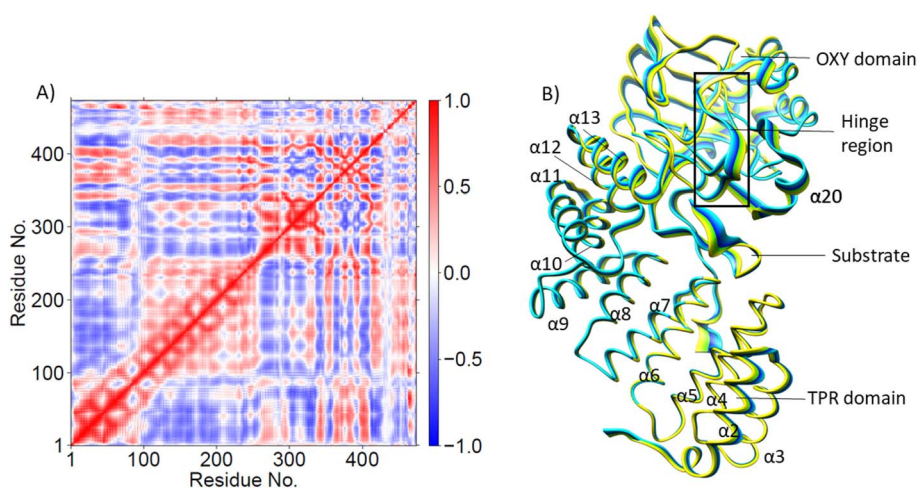 A)
1.0
0.5
0.0
−0.5
−1.0
400
300
200
100
1
Residue No.
1 100 200 300 400
Residue No.
B)
OXY domain
Hinge
region
α13
α12
α11
α20
α10
Substrate
α9
α8
α7
α6
α5
α4
TPR domain
α2
α3